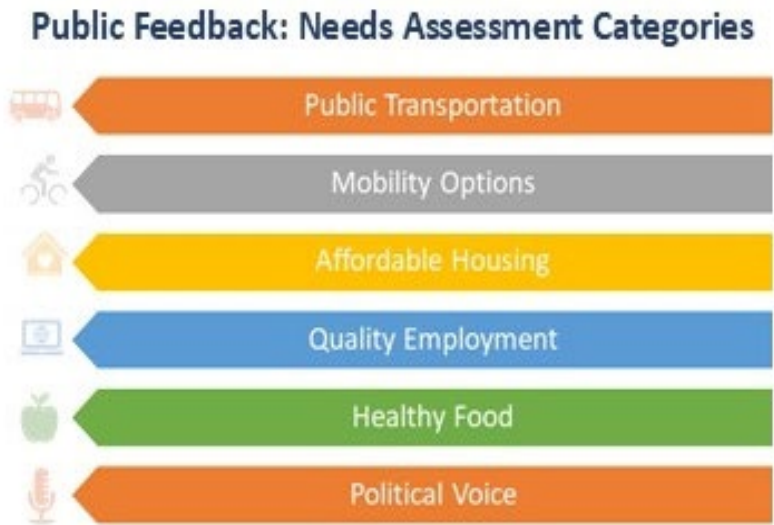 Public Feedback: Needs Assessment Categories
Public Transportation
Mobility Options
Affordable Housing
Quality Employment
Healthy Food
Political Voice